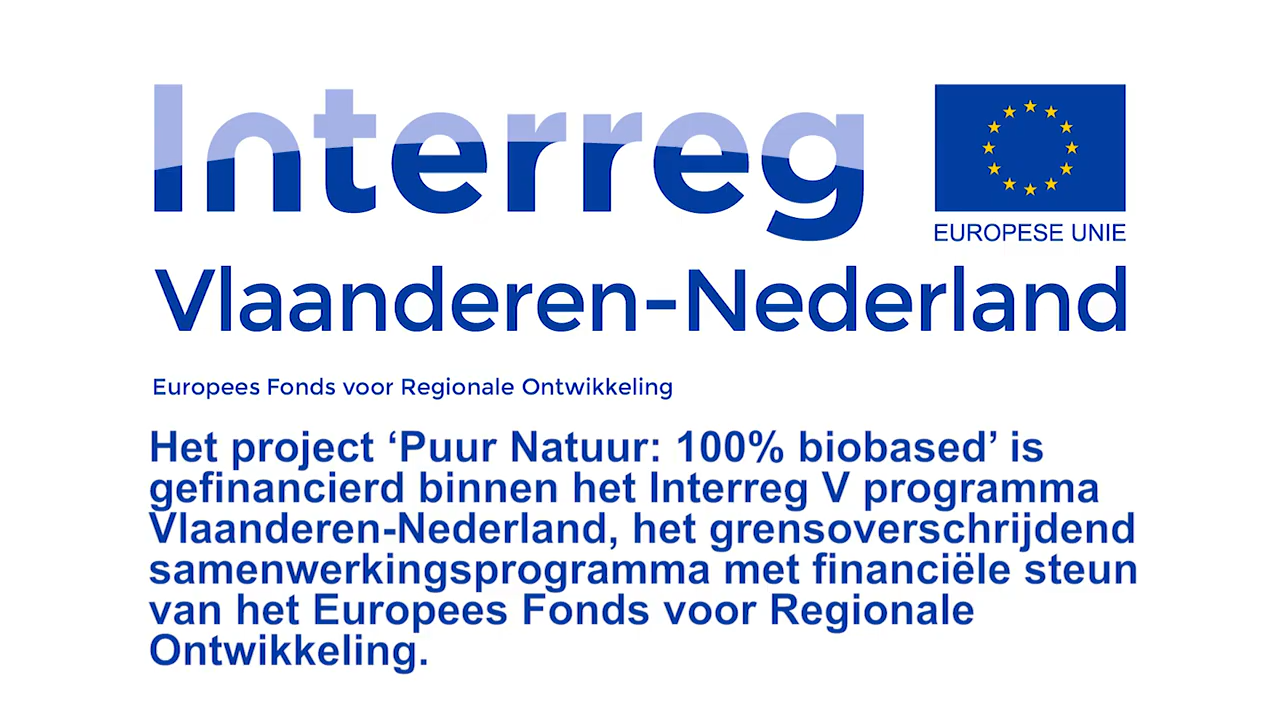 Interreg
EUROPESE UNIE
Vlaanderen-Nederland
Europees Fonds voor Regionale Ontwikkeling
Het project ‘Puur Natuur: 100% biobased’ is
gefinancierd binnen het Interreg V programma
Vlaanderen-Nederland, het grensoverschrijdend
samenwerkingsprogramma met financiële steun
van het Europees Fonds voor Regionale
Ontwikkeling.